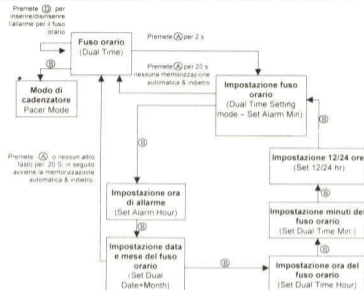 Premete Ⓓ per
inserire/disinserire
l'allarme per il fuso
orario
Fuso orario
(Dual Time)
Premete Ⓐ per 2 s.
Premete Ⓐ per 20 s
nessuna memorizzazione
automatica & indietro.
Impostazione fuso
orario
(Dual Time Setting
mode – Set Alarm Min)
Ⓑ
Modo di
cadenzatore
Pacer Mode
Ⓑ
Ⓑ
Premete Ⓐ o nessun altro
tasto per 20 S, in seguito
avviene la memorizzazione
automatica & indietro.
Impostazione 12/24 ore
(Set 12/24 hr)
Ⓑ
Impostazione ora
di allarme
(Set Alarm Hour)
Impostazione minuti del
fuso orario
(Set Dual Time Min )
Ⓑ
Ⓑ
Impostazione data
e mese del fuso
orario
(Set Dual
Date+Month)
Ⓑ
Impostazione ora del
fuso orario
(Set Dual Time Hour)